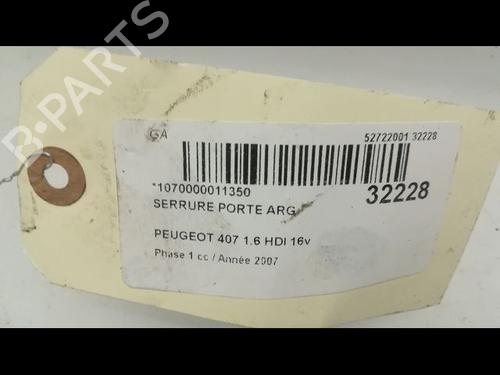 B-PARTS
GA 52722001 32228
*1070000011350 32228
SERRURE PORTE ARG
PEUGEOT 407 1.6 HDI 16v
Phase 1 cc / Année 2007